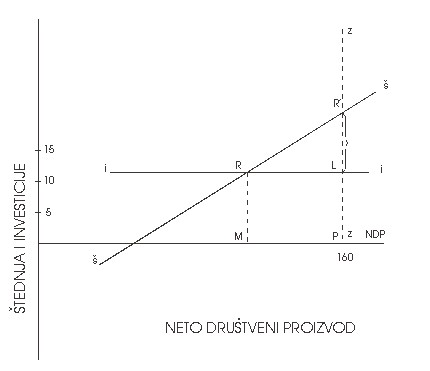 z
š
R'
15
R
L
i
i
10
5
M
P
z
NDP
š
160
ŠTEDNJA I INVESTICIJE
NETO DRUŠTVENI PROIZVOD